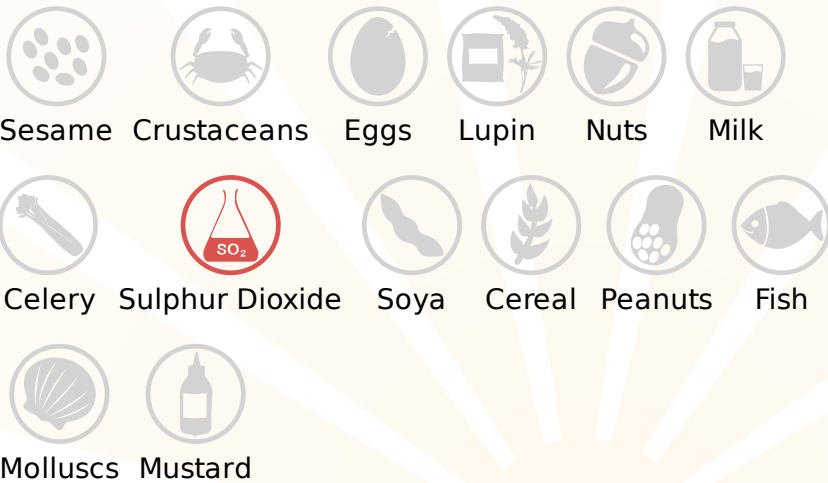 Sesame Crustaceans Eggs Lupin Nuts Milk
SO₂
Celery Sulphur Dioxide Soya Cereal Peanuts Fish
Molluscs Mustard